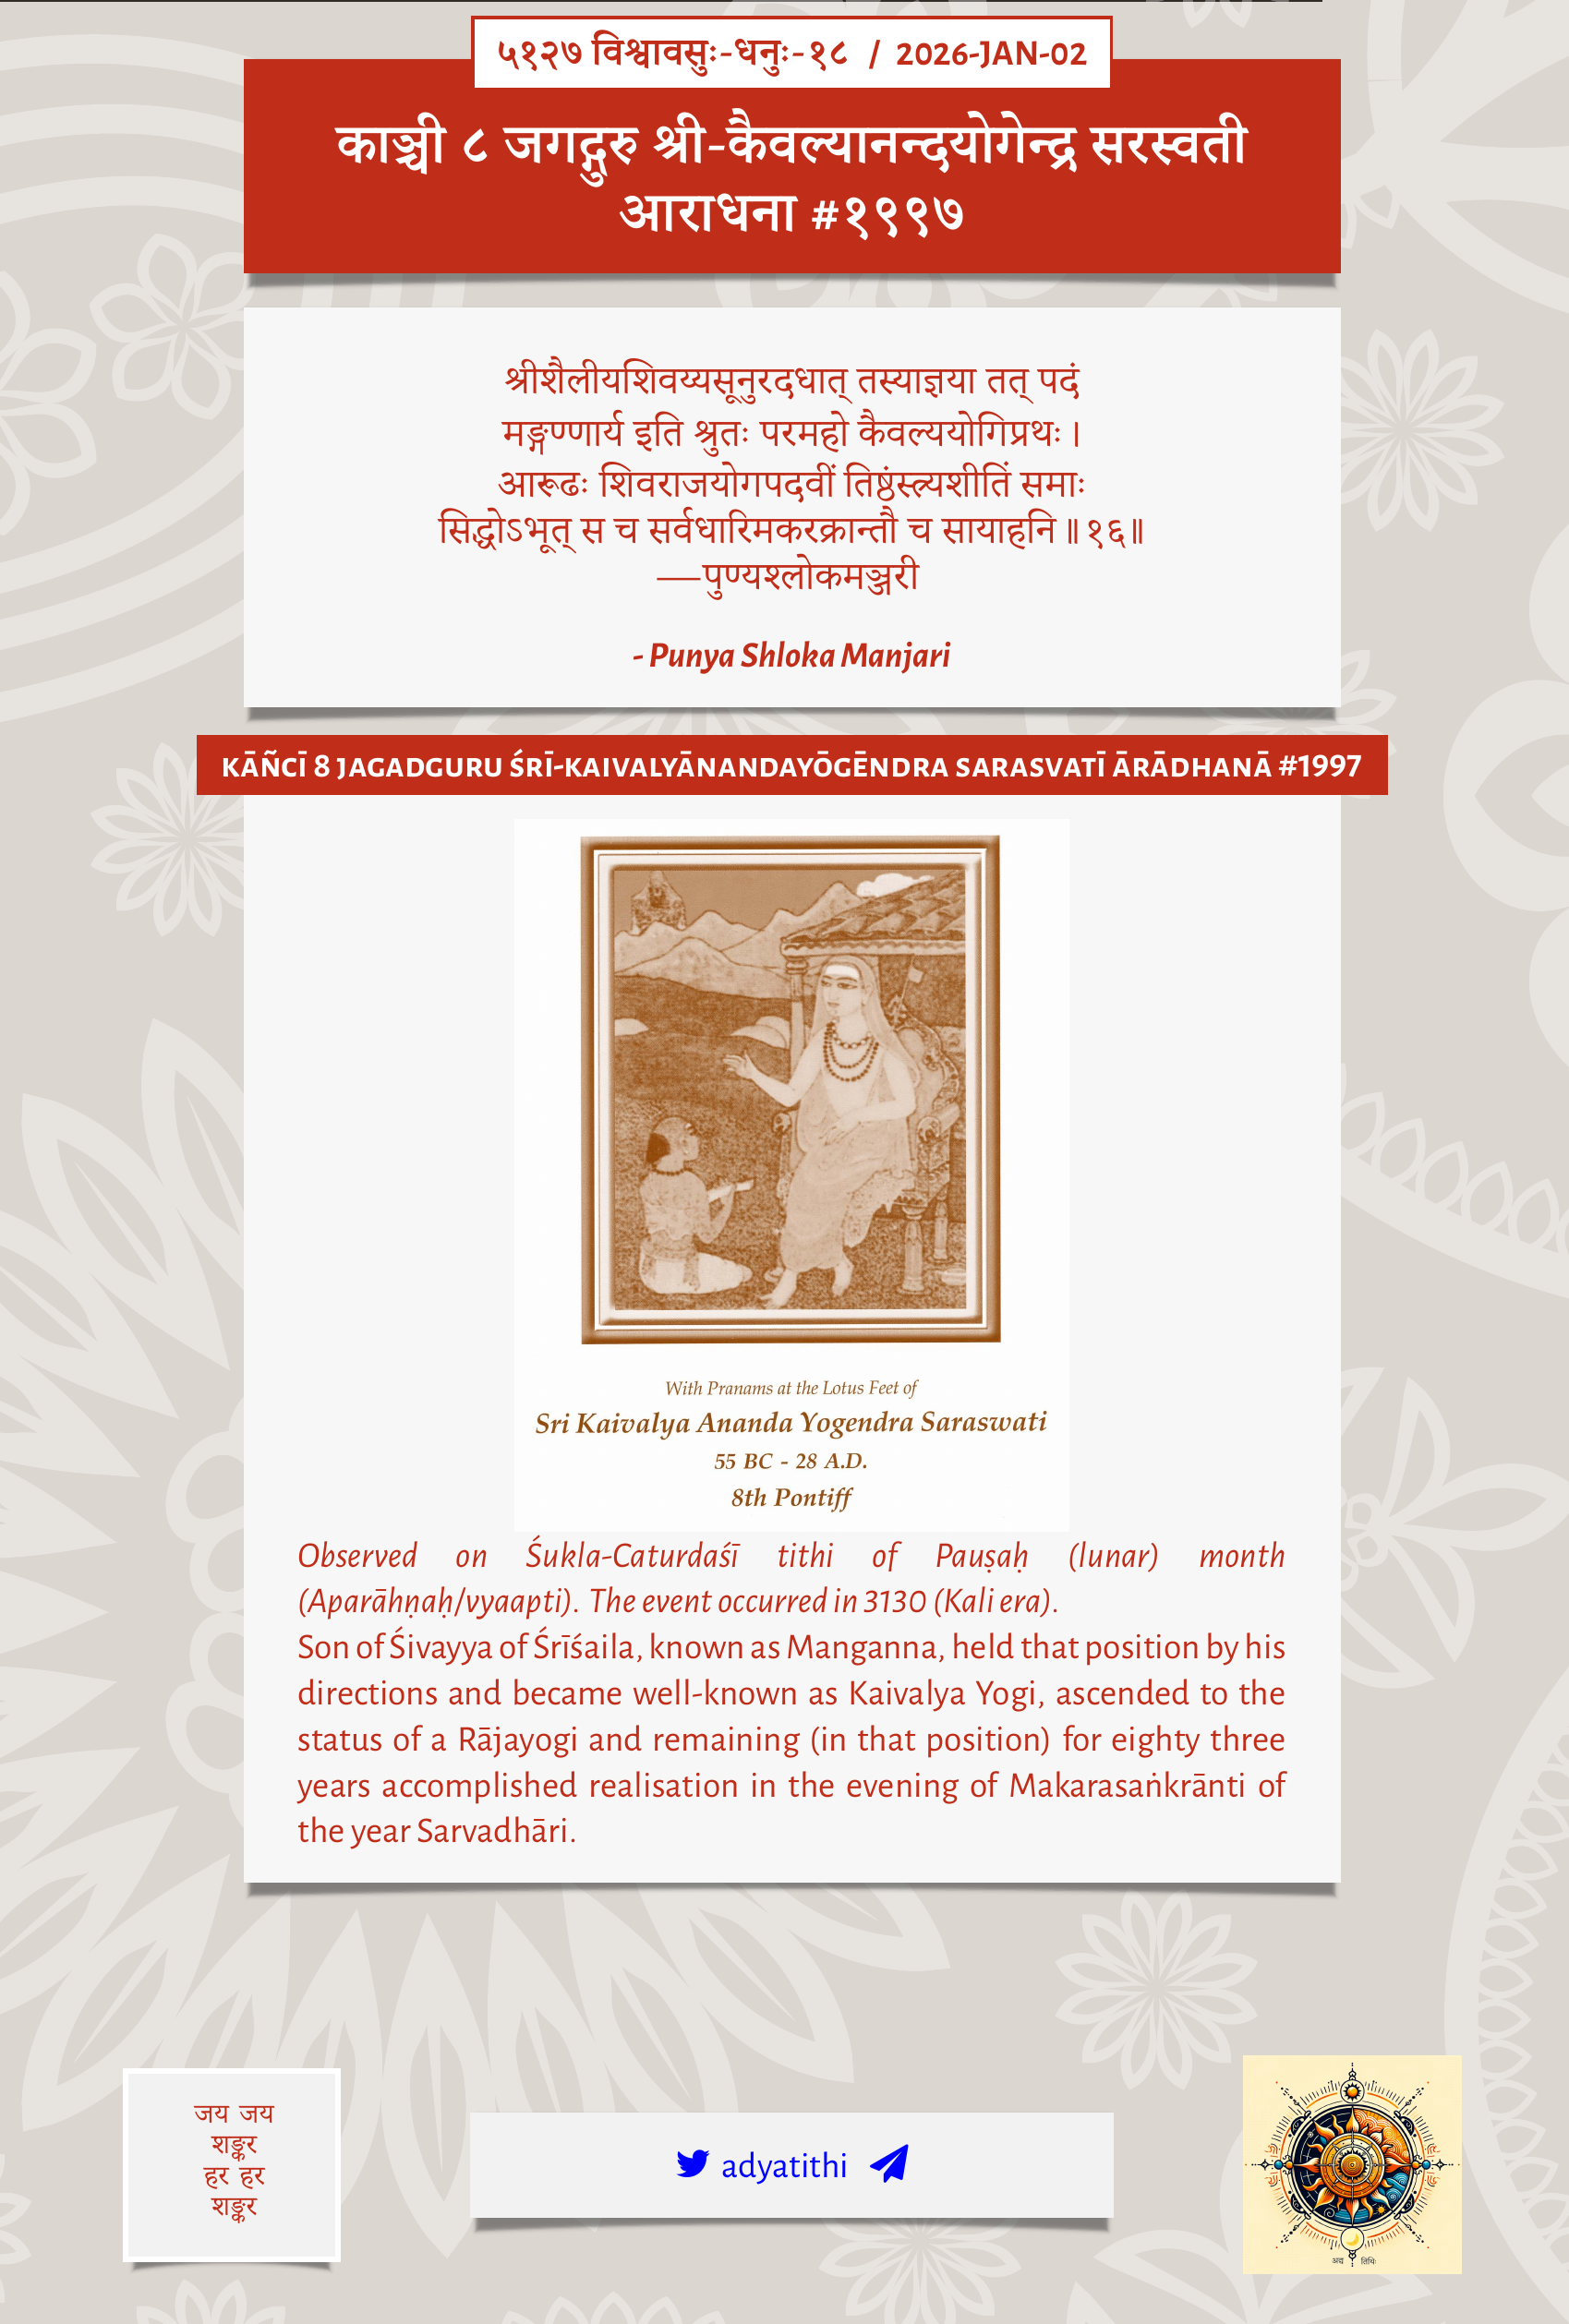 ५१२७ विश्वावसुः-धनुः-१८ / 2026-JAN-02
काञ्ची ८ जगद्गुरु श्री-कैवल्यानन्दयोगेन्द्र सरस्वती
आराधना #१९९७
श्रीशैलीयशिवय्यसूनुरदधात् तस्याज्ञया तत् पदं
मङ्गण्णार्य इति श्रुतः परमहो कैवल्ययोगिप्रथः।
आरूढः शिवराजयोगपदवीं तिष्ठंस्त्र्यशीतिं समाः
सिद्धोऽभूत् स च सर्वधारिमकरक्रान्तौ च सायाहनि॥१६॥
—पुण्यश्लोकमञ्जरी
- Punya Shloka Manjari
KĀÑCĪ 8 JAGADGURU ŚRĪ-KAIVALYĀNANDAYŌGĒNDRA SARASVATĪ ĀRĀDHANĀ #1997
With Pranams at the Lotus Feet of
Sri Kaivalya Ananda Yogendra Saraswati
55 BC - 28 A.D.
8th Pontiff
Observed on Śukla-Caturdaśī tithi of Pauṣaḥ (lunar) month
(Aparāhṇaḥ/vyaapti). The event occurred in 3130 (Kali era).
Son of Śivayya of Śrīśaila, known as Manganna, held that position by his
directions and became well-known as Kaivalya Yogi, ascended to the
status of a Rājayogi and remaining (in that position) for eighty three
years accomplished realisation in the evening of Makarasaṅkrānti of
the year Sarvadhāri.
जय जय
शङ्कर
हर हर
शङ्कर
adyatithi
अद्य तिथिः